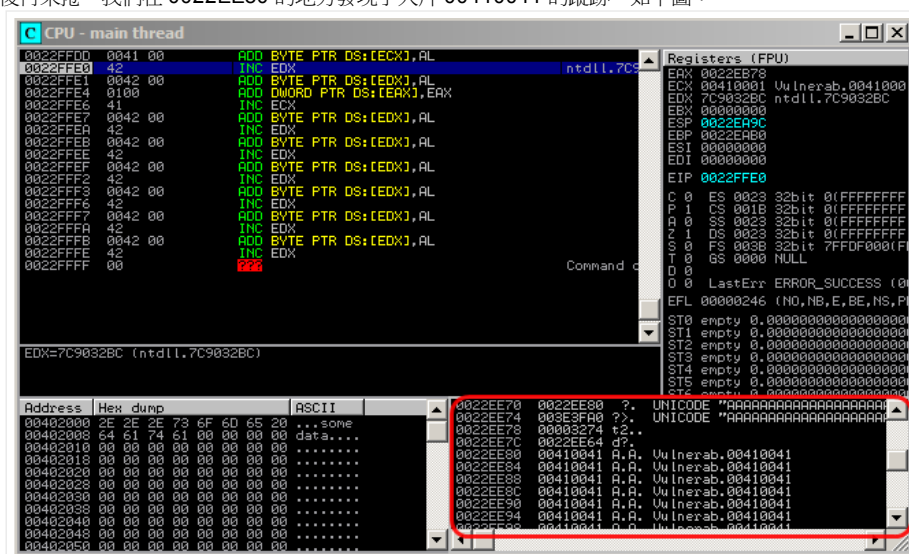 CPU - main thread
0022FFDD 0041 00 ADD BYTE PTR DS:[ECX],AL
0022FFE0 42 INC EDX ntdll.7C9
0022FFE1 0042 00 ADD BYTE PTR DS:[EDX],AL
0022FFE4 0100 ADD DWORD PTR DS:[EAX],EAX
0022FFE6 41 INC ECX
0022FFE7 0042 00 ADD BYTE PTR DS:[EDX],AL
0022FFEA 42 INC EDX
0022FFEB 0042 00 ADD BYTE PTR DS:[EDX],AL
0022FFEE 42 INC EDX
0022FFEF 0042 00 ADD BYTE PTR DS:[EDX],AL
0022FFF2 42 INC EDX
0022FFF3 0042 00 ADD BYTE PTR DS:[EDX],AL
0022FFF6 42 INC EDX
0022FFF7 0042 00 ADD BYTE PTR DS:[EDX],AL
0022FFFA 42 INC EDX
0022FFFB 0042 00 ADD BYTE PTR DS:[EDX],AL
0022FFFE 42 INC EDX
0022FFFF 00 ??? Command
EDX=7C9032BC (ntdll.7C9032BC)
Registers (FPU)
EAX 0022EB78
ECX 00410001 Vulnerab.0041000
EDX 7C9032BC ntdll.7C9032BC
EBX 00000000
ESP 0022EA9C
EBP 0022EAB0
ESI 00000000
EDI 00000000
EIP 0022FFE0
C 0 ES 0023 32bit 0(FFFFFFFF
P 1 CS 001B 32bit 0(FFFFFFFF
A 0 SS 0023 32bit 0(FFFFFFFF
Z 1 DS 0023 32bit 0(FFFFFFFF
S 0 FS 003B 32bit 7FFDF000(F
T 0 GS 0000 NULL
D 0
O 0 LastErr ERROR_SUCCESS (0
EFL 00000246 (NO,NB,E,BE,NS,P
ST0 empty 0.0000000000000000
ST1 empty 0.0000000000000000
ST2 empty 0.0000000000000000
ST3 empty 0.0000000000000000
ST4 empty 0.0000000000000000
ST5 empty 0.0000000000000000
Address Hex dump ASCII
00402000 2E 2E 2E 73 6F 6D 65 20 ...some
00402008 64 61 74 61 00 00 00 00 data....
00402010 00 00 00 00 00 00 00 00 ........
00402018 00 00 00 00 00 00 00 00 ........
00402020 00 00 00 00 00 00 00 00 ........
00402028 00 00 00 00 00 00 00 00 ........
00402030 00 00 00 00 00 00 00 00 ........
00402038 00 00 00 00 00 00 00 00 ........
00402040 00 00 00 00 00 00 00 00 ........
00402048 00 00 00 00 00 00 00 00 ........
00402050 00 00 00 00 00 00 00 00 ........
0022EE70 0022EE80 ?. UNICODE "AAAAAAAAAAAAAAAAAA
0022EE74 003E3FA0 ?>. UNICODE "AAAAAAAAAAAAAAAAAA
0022EE78 00003274 t2..
0022EE7C 0022EE64 d?.
0022EE80 00410041 A.A. Vulnerab.00410041
0022EE84 00410041 A.A. Vulnerab.00410041
0022EE88 00410041 A.A. Vulnerab.00410041
0022EE8C 00410041 A.A. Vulnerab.00410041
0022EE90 00410041 A.A. Vulnerab.00410041
0022EE94 00410041 A.A. Vulnerab.00410041